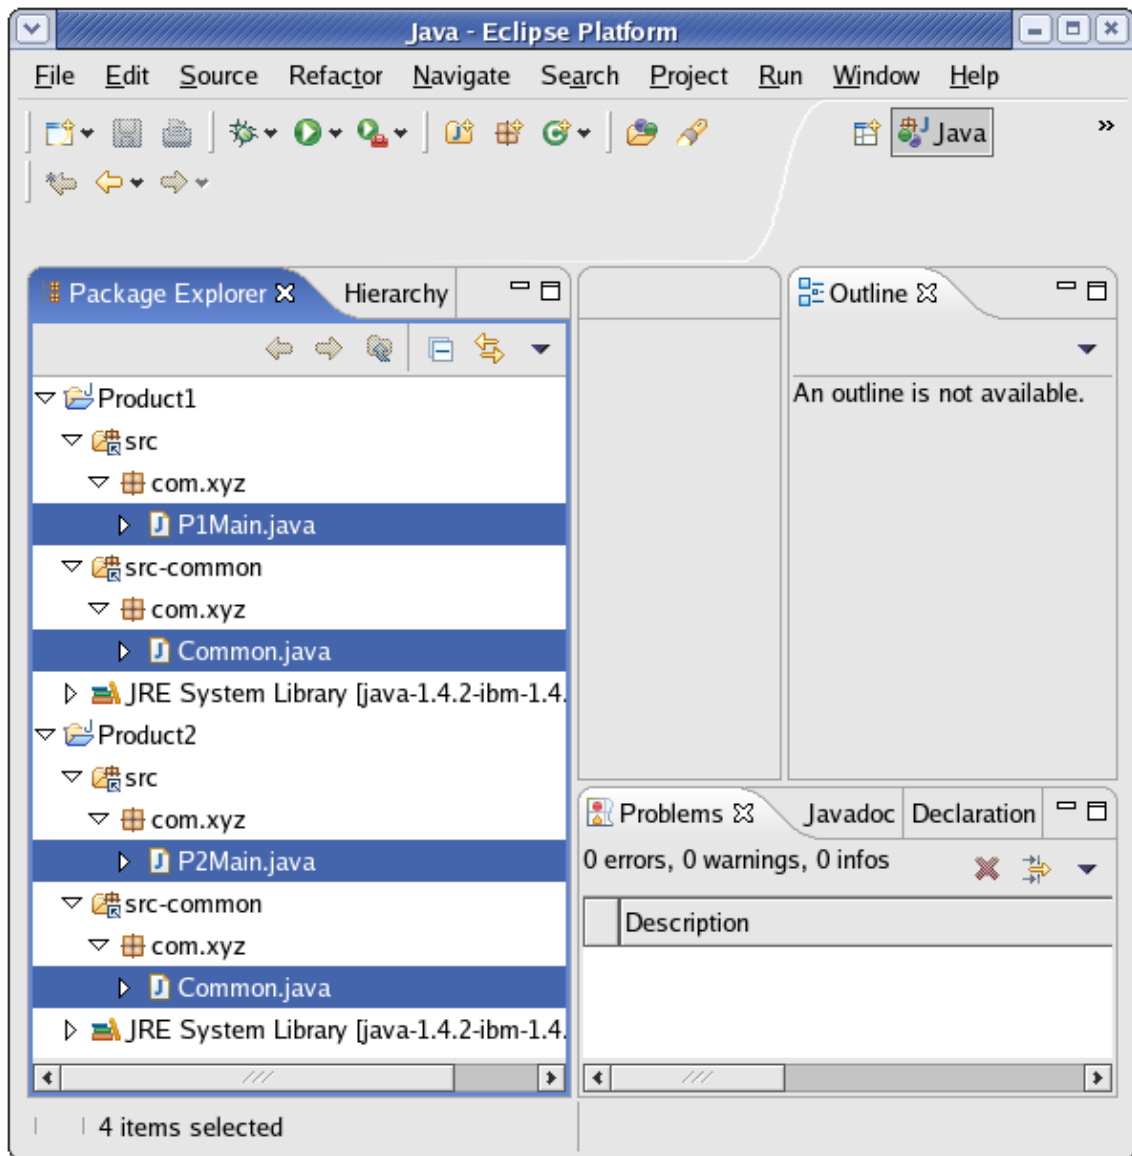 Java - Eclipse Platform
File Edit Source Refactor Navigate Search Project Run Window Help
Java »
Package Explorer Hierarchy
Product1
src
com.xyz
P1Main.java
src-common
com.xyz
Common.java
JRE System Library [java-1.4.2-ibm-1.4.
Product2
src
com.xyz
P2Main.java
src-common
com.xyz
Common.java
JRE System Library [java-1.4.2-ibm-1.4.
Outline
An outline is not available.
Problems Javadoc Declaration
0 errors, 0 warnings, 0 infos
Description
4 items selected